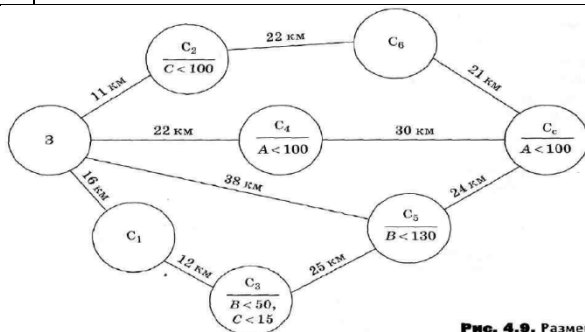 22 км
C₂
C < 100
C₆
11 км
21 км
З
22 км
C₄
A < 100
30 км
Cс
A < 100
38 км
16 км
24 км
C₅
B < 130
C₁
12 км
25 км
C₃
B < 50,
C < 15
Рис. 4.9. Разме